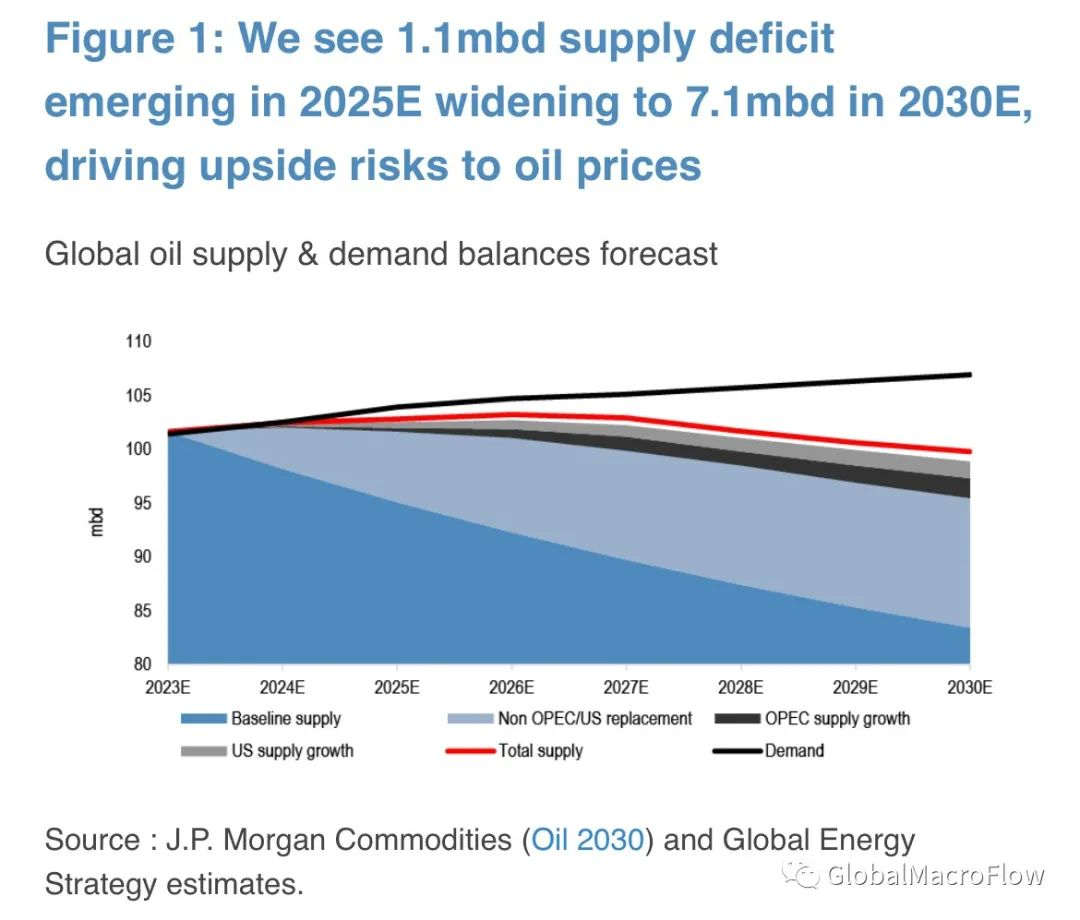 Figure 1: We see 1.1mbd supply deficit
emerging in 2025E widening to 7.1mbd in 2030E,
driving upside risks to oil prices
Global oil supply & demand balances forecast
110
105
100
95
90
85
80
mbd
2023E 2024E 2025E 2026E 2027E 2028E 2029E 2030E
Baseline supply Non OPEC/US replacement OPEC supply growth
US supply growth Total supply Demand
Source : J.P. Morgan Commodities (Oil 2030) and Global Energy
Strategy estimates.
GlobalMacroFlow